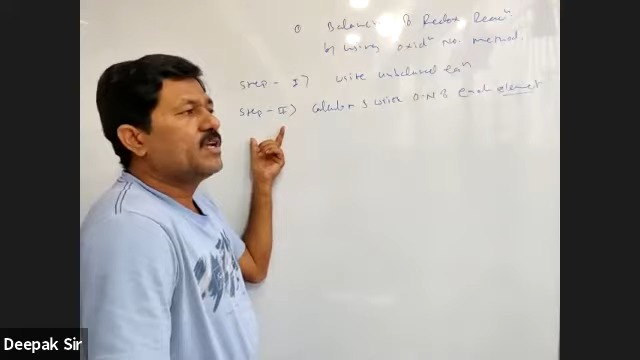 ① Balancing of Redox Reacⁿ
by using oxidⁿ No. method.
Step - I) write unbalanced eqⁿ
Step - II) calculate & write O.N of each element
Deepak Sir